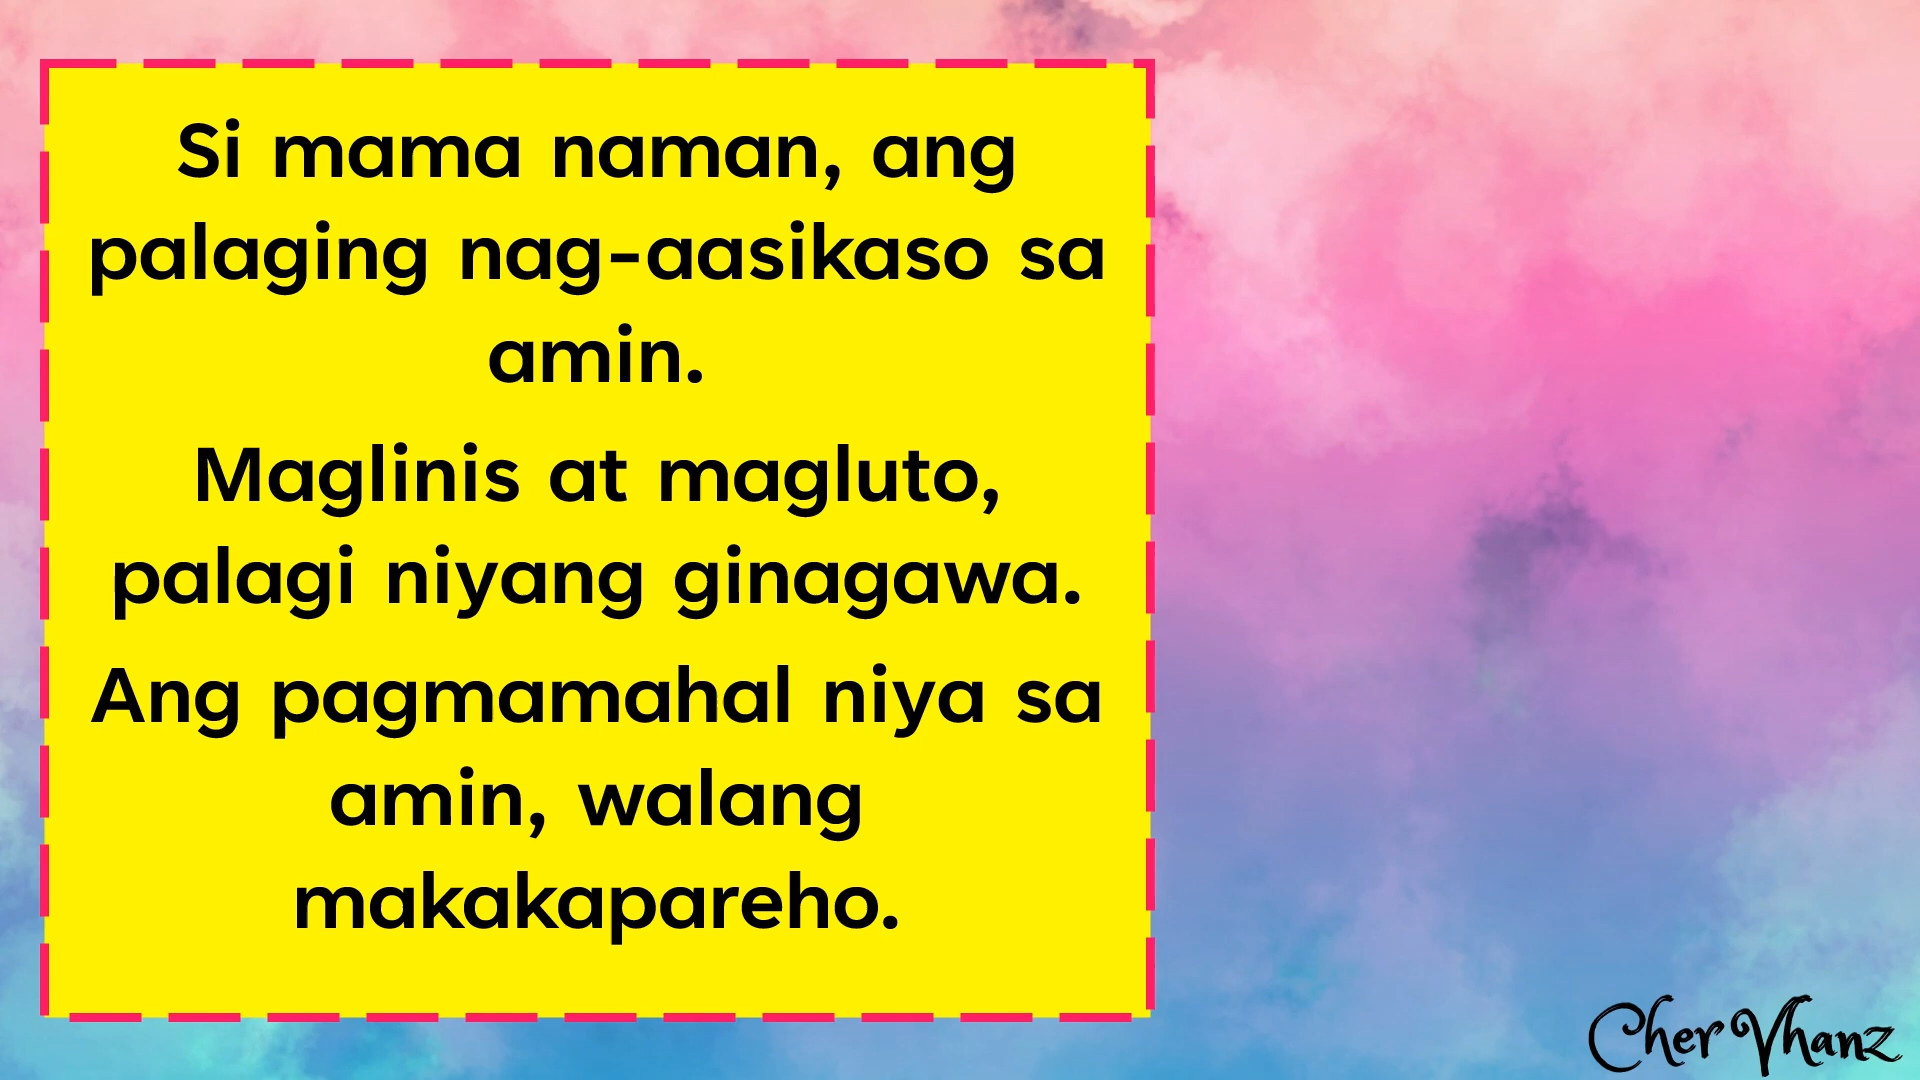 Si mama naman, ang
palaging nag-aasikaso sa
amin.
Maglinis at magluto,
palagi niyang ginagawa.
Ang pagmamahal niya sa
amin, walang
makakapareho.
Cher Vhanz